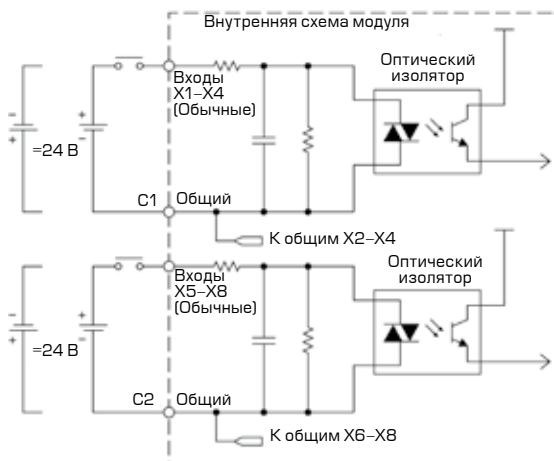 Внутренняя схема модуля
Оптический
изолятор
Входы
X1–X4
(Обычные)
- 
+
+
-
=24 В
C1 Общий
К общим X2–X4
Оптический
изолятор
Входы
X5–X8
(Обычные)
-
+
+
-
=24 В
C2 Общий
К общим X6–X8